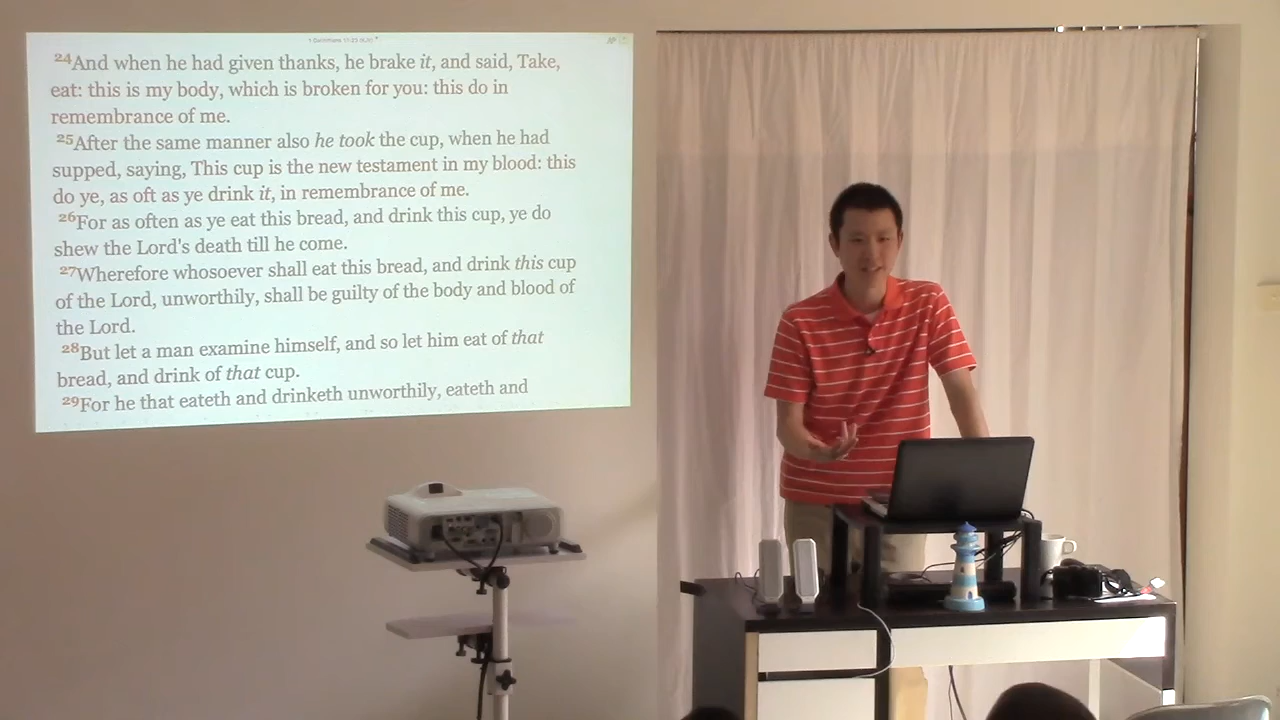 24And when he had given thanks, he brake it, and said, Take,
eat: this is my body, which is broken for you: this do in
remembrance of me.
25After the same manner also he took the cup, when he had
supped, saying, This cup is the new testament in my blood: this
do ye, as oft as ye drink it, in remembrance of me.
26For as often as ye eat this bread, and drink this cup, ye do
shew the Lord's death till he come.
27Wherefore whosoever shall eat this bread, and drink this cup
of the Lord, unworthily, shall be guilty of the body and blood of
the Lord.
28But let a man examine himself, and so let him eat of that
bread, and drink of that cup.
29For he that eateth and drinketh unworthily, eateth and